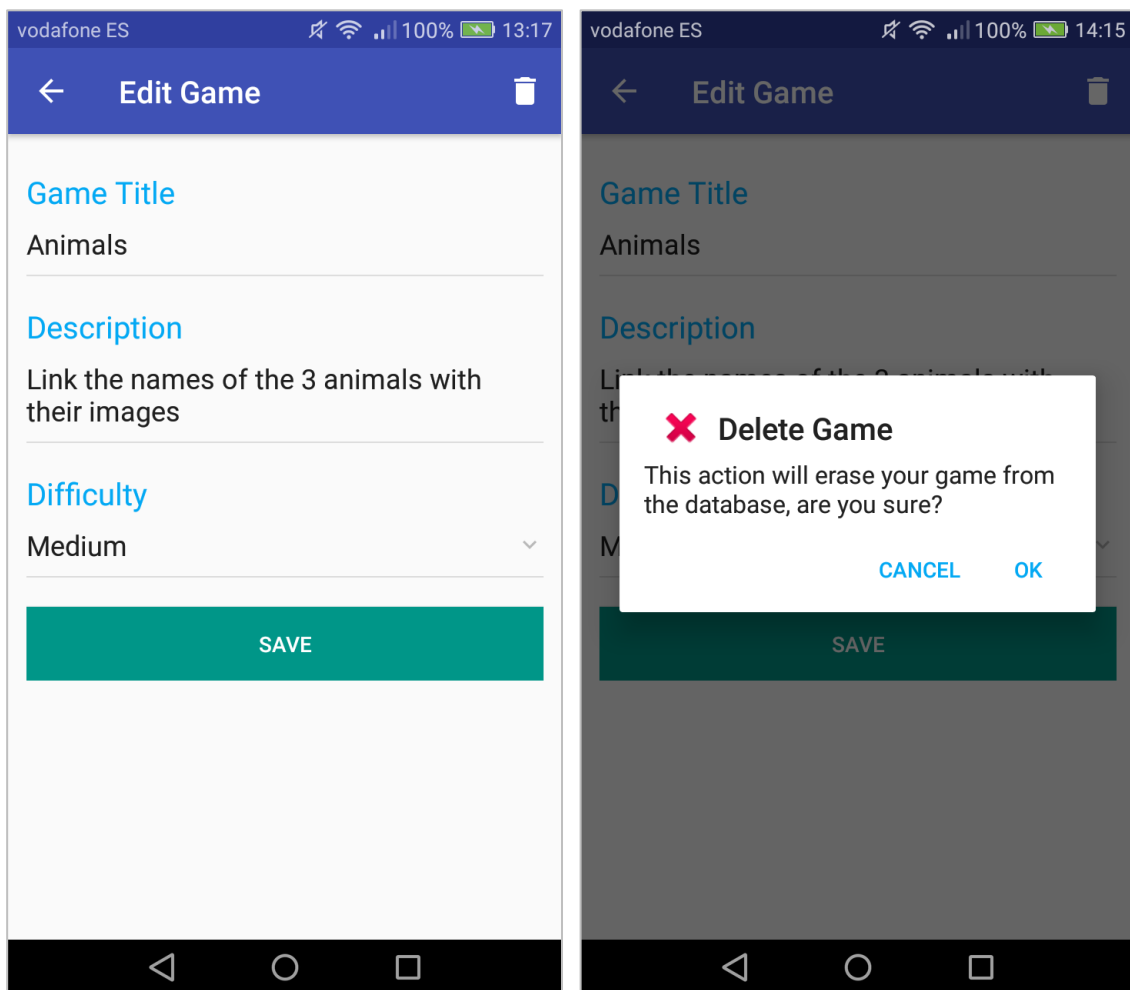 vodafone ES 100% 13:17
Edit Game
Game Title
Animals
Description
Link the names of the 3 animals with
their images
Difficulty
Medium
SAVE
vodafone ES 100% 14:15
Edit Game
Game Title
Animals
Description
Delete Game
This action will erase your game from
the database, are you sure?
CANCEL OK
SAVE